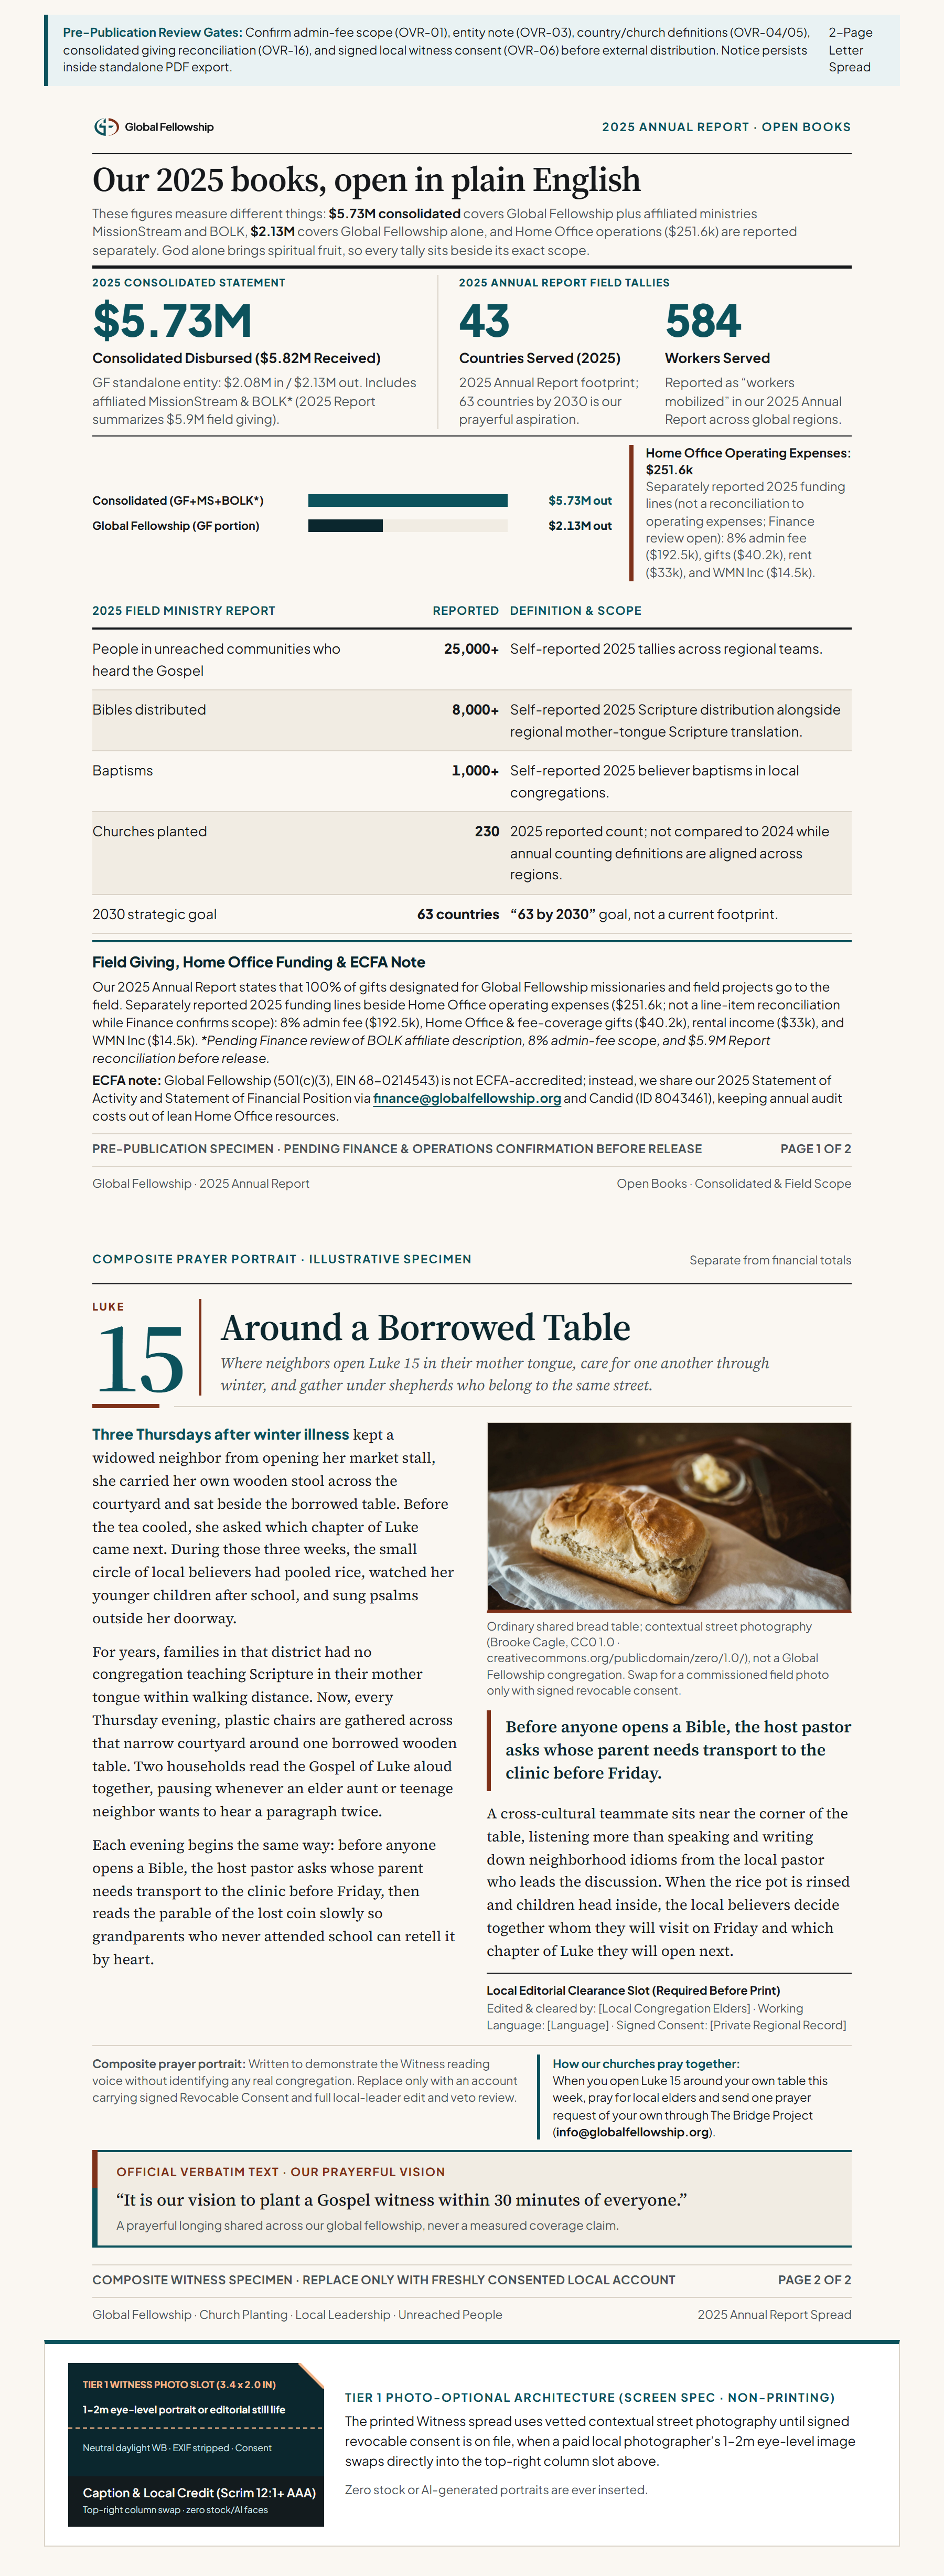 Pre-Publication Review Gates: Confirm admin-fee scope (OVR-01), entity note (OVR-03), country/church definitions (OVR-04/05),
consolidated giving reconciliation (OVR-16), and signed local witness consent (OVR-06) before external distribution. Notice persists
inside standalone PDF export.
2-Page
Letter
Spread
Global Fellowship
2025 ANNUAL REPORT · OPEN BOOKS
Our 2025 books, open in plain English
These figures measure different things: $5.73M consolidated covers Global Fellowship plus affiliated ministries
MissionStream and BOLK, $2.13M covers Global Fellowship alone, and Home Office operations ($251.6k) are reported
separately. God alone brings spiritual fruit, so every tally sits beside its exact scope.
2025 CONSOLIDATED STATEMENT
$5.73M
Consolidated Disbursed ($5.82M Received)
GF standalone entity: $2.08M in / $2.13M out. Includes
affiliated MissionStream & BOLK* (2025 Report
summarizes $5.9M field giving).
2025 ANNUAL REPORT FIELD TALLIES
43
Countries Served (2025)
2025 Annual Report footprint;
63 countries by 2030 is our
prayerful aspiration.
584
Workers Served
Reported as “workers
mobilized” in our 2025 Annual
Report across global regions.
Consolidated (GF+MS+BOLK*)
$5.73M out
Global Fellowship (GF portion)
$2.13M out
Home Office Operating Expenses:
$251.6k
Separately reported 2025 funding
lines (not a reconciliation to
operating expenses; Finance
review open): 8% admin fee
($192.5k), gifts ($40.2k), rent
($33k), and WMN Inc ($14.5k).
2025 FIELD MINISTRY REPORT
REPORTED
DEFINITION & SCOPE
People in unreached communities who
heard the Gospel
25,000+
Self-reported 2025 tallies across regional teams.
Bibles distributed
8,000+
Self-reported 2025 Scripture distribution alongside
regional mother-tongue Scripture translation.
Baptisms
1,000+
Self-reported 2025 believer baptisms in local
congregations.
Churches planted
230
2025 reported count; not compared to 2024 while
annual counting definitions are aligned across
regions.
2030 strategic goal
63 countries
“63 by 2030” goal, not a current footprint.
Field Giving, Home Office Funding & ECFA Note
Our 2025 Annual Report states that 100% of gifts designated for Global Fellowship missionaries and field projects go to the
field. Separately reported 2025 funding lines beside Home Office operating expenses ($251.6k; not a line-item reconciliation
while Finance confirms scope): 8% admin fee ($192.5k), Home Office & fee-coverage gifts ($40.2k), rental income ($33k), and
WMN Inc ($14.5k). *Pending Finance review of BOLK affiliate description, 8% admin-fee scope, and $5.9M Report
reconciliation before release.
ECFA note: Global Fellowship (501(c)(3), EIN 68-0214543) is not ECFA-accredited; instead, we share our 2025 Statement of
Activity and Statement of Financial Position via finance@globalfellowship.org and Candid (ID 8043461), keeping annual audit
costs out of lean Home Office resources.
PRE-PUBLICATION SPECIMEN · PENDING FINANCE & OPERATIONS CONFIRMATION BEFORE RELEASE
PAGE 1 OF 2
Global Fellowship · 2025 Annual Report
Open Books · Consolidated & Field Scope
COMPOSITE PRAYER PORTRAIT · ILLUSTRATIVE SPECIMEN
Separate from financial totals
LUKE
15
Around a Borrowed Table
Where neighbors open Luke 15 in their mother tongue, care for one another through
winter, and gather under shepherds who belong to the same street.
Three Thursdays after winter illness kept a
widowed neighbor from opening her market stall,
she carried her own wooden stool across the
courtyard and sat beside the borrowed table. Before
the tea cooled, she asked which chapter of Luke
came next. During those three weeks, the small
circle of local believers had pooled rice, watched her
younger children after school, and sung psalms
outside her doorway.
For years, families in that district had no
congregation teaching Scripture in their mother
tongue within walking distance. Now, every
Thursday evening, plastic chairs are gathered across
that narrow courtyard around one borrowed wooden
table. Two households read the Gospel of Luke aloud
together, pausing whenever an elder aunt or teenage
neighbor wants to hear a paragraph twice.
Each evening begins the same way: before anyone
opens a Bible, the host pastor asks whose parent
needs transport to the clinic before Friday, then
reads the parable of the lost coin slowly so
grandparents who never attended school can retell it
by heart.
Ordinary shared bread table; contextual street photography
(Brooke Cagle, CC0 1.0 ·
creativecommons.org/publicdomain/zero/1.0/), not a Global
Fellowship congregation. Swap for a commissioned field photo
only with signed revocable consent.
Before anyone opens a Bible, the host pastor
asks whose parent needs transport to the
clinic before Friday.
A cross-cultural teammate sits near the corner of the
table, listening more than speaking and writing
down neighborhood idioms from the local pastor
who leads the discussion. When the rice pot is rinsed
and children head inside, the local believers decide
together whom they will visit on Friday and which
chapter of Luke they will open next.
Local Editorial Clearance Slot (Required Before Print)
Edited & cleared by: [Local Congregation Elders] · Working
Language: [Language] · Signed Consent: [Private Regional Record]
Composite prayer portrait: Written to demonstrate the Witness reading
voice without identifying any real congregation. Replace only with an account
carrying signed Revocable Consent and full local-leader edit and veto review.
How our churches pray together:
When you open Luke 15 around your own table this
week, pray for local elders and send one prayer
request of your own through The Bridge Project
(info@globalfellowship.org).
OFFICIAL VERBATIM TEXT · OUR PRAYERFUL VISION
“It is our vision to plant a Gospel witness within 30 minutes of everyone.”
A prayerful longing shared across our global fellowship, never a measured coverage claim.
COMPOSITE WITNESS SPECIMEN · REPLACE ONLY WITH FRESHLY CONSENTED LOCAL ACCOUNT
PAGE 2 OF 2
Global Fellowship · Church Planting · Local Leadership · Unreached People
2025 Annual Report Spread
TIER 1 WITNESS PHOTO SLOT (3.4 x 2.0 IN)
1-2m eye-level portrait or editorial still life
Neutral daylight WB · EXIF stripped · Consent
Caption & Local Credit (Scrim 12:1+ AAA)
Top-right column swap · zero stock/AI faces
TIER 1 PHOTO-OPTIONAL ARCHITECTURE (SCREEN SPEC · NON-PRINTING)
The printed Witness spread uses vetted contextual street photography until signed
revocable consent is on file, when a paid local photographer’s 1-2m eye-level image
swaps directly into the top-right column slot above.
Zero stock or AI-generated portraits are ever inserted.